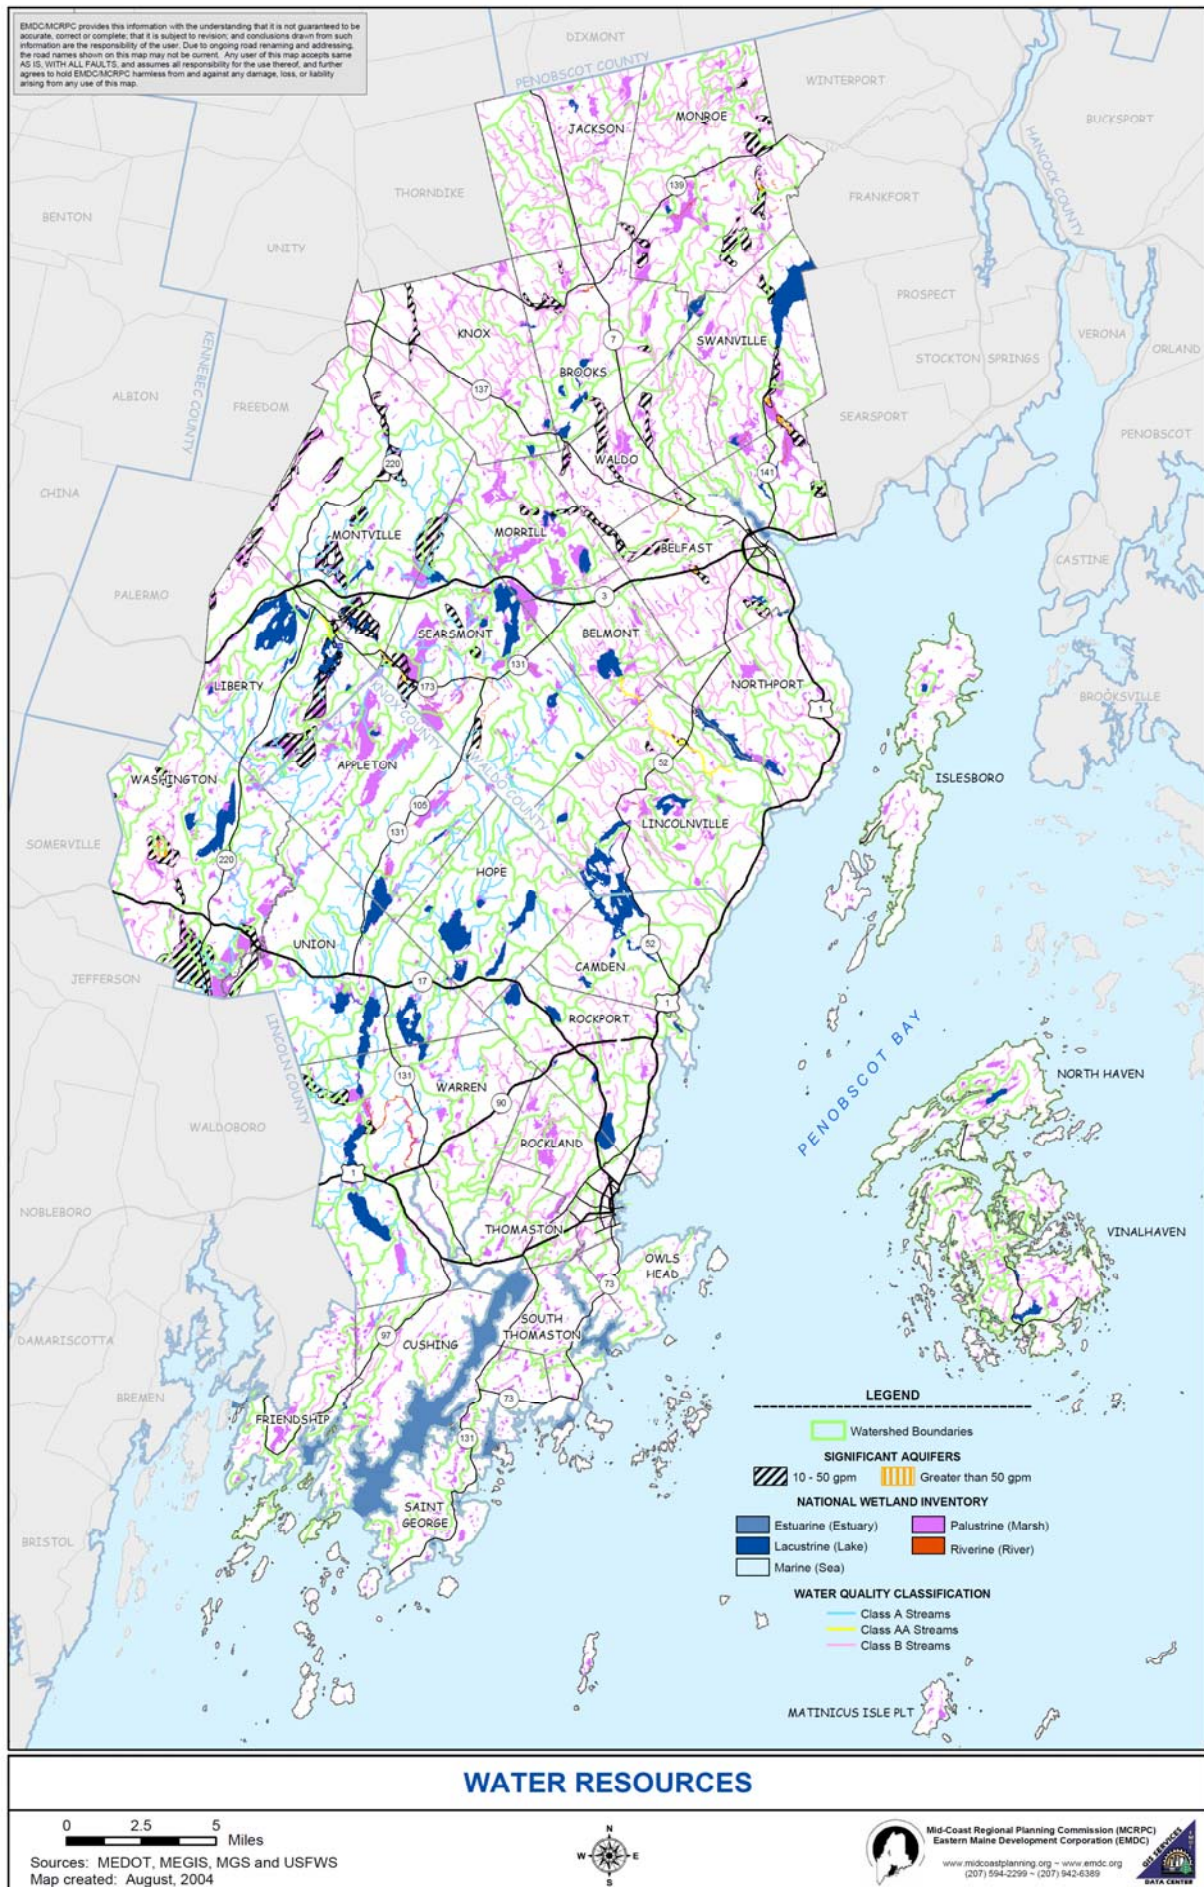 EMDC/MCRPC provides this information with the understanding that it is not guaranteed to be
accurate, correct or complete; that it is subject to revision; and conclusions drawn from such
information are the responsibility of the user. Due to ongoing road renaming and addressing,
the road names shown on this map may not be current. Any user of this map accepts same
AS IS, WITH ALL FAULTS, and assumes all responsibility for the use thereof, and further
agrees to hold EMDC/MCRPC harmless from and against any damage, loss, or liability
arising from any use of this map.
DIXMONT
PENOBSCOT COUNTY
WINTERPORT
BUCKSPORT
HANCOCK COUNTY
JACKSON
MONROE
THORNDIKE
139
FRANKFORT
BENTON
UNITY
PROSPECT
KNOX
7
SWANVILLE
VERONA
ORLAND
STOCKTON SPRINGS
KENNEBEC COUNTY
BROOKS
137
ALBION
FREEDOM
SEARSPORT
PENOBSCOT
220
WALDO
141
CHINA
MONTVILLE
MORRILL
BELFAST
CASTINE
PALERMO
3
SEARSMONT
BELMONT
131
LIBERTY
173
NORTHPORT
BROOKSVILLE
KNOX COUNTY
1
WALDO COUNTY
APPLETON
52
WASHINGTON
ISLESBORO
105
131
LINCOLNVILLE
SOMERVILLE
220
HOPE
UNION
52
JEFFERSON
17
CAMDEN
1
ROCKPORT
LINCOLN COUNTY
PENOBSCOT BAY
131
WARREN
NORTH HAVEN
90
WALDOBORO
ROCKLAND
1
NOBLEBORO
THOMASTON
VINALHAVEN
OWLS
HEAD
73
SOUTH
THOMASTON
DAMARISCOTTA
97
CUSHING
BREMEN
73
FRIENDSHIP
131
SAINT
GEORGE
BRISTOL
LEGEND
Watershed Boundaries
SIGNIFICANT AQUIFERS
10 - 50 gpm Greater than 50 gpm
NATIONAL WETLAND INVENTORY
Estuarine (Estuary) Palustrine (Marsh)
Lacustrine (Lake) Riverine (River)
Marine (Sea)
WATER QUALITY CLASSIFICATION
Class A Streams
Class AA Streams
Class B Streams
MATINICUS ISLE PLT
WATER RESOURCES
0 2.5 5
Miles
Sources: MEDOT, MEGIS, MGS and USFWS
Map created: August, 2004
N
W E
S
Mid-Coast Regional Planning Commission (MCRPC)
Eastern Maine Development Corporation (EMDC)
www.midcoastplanning.org ~ www.emdc.org
(207) 594-2299 ~ (207) 942-6389
GIS SERVICES
EMDC
DATA CENTER